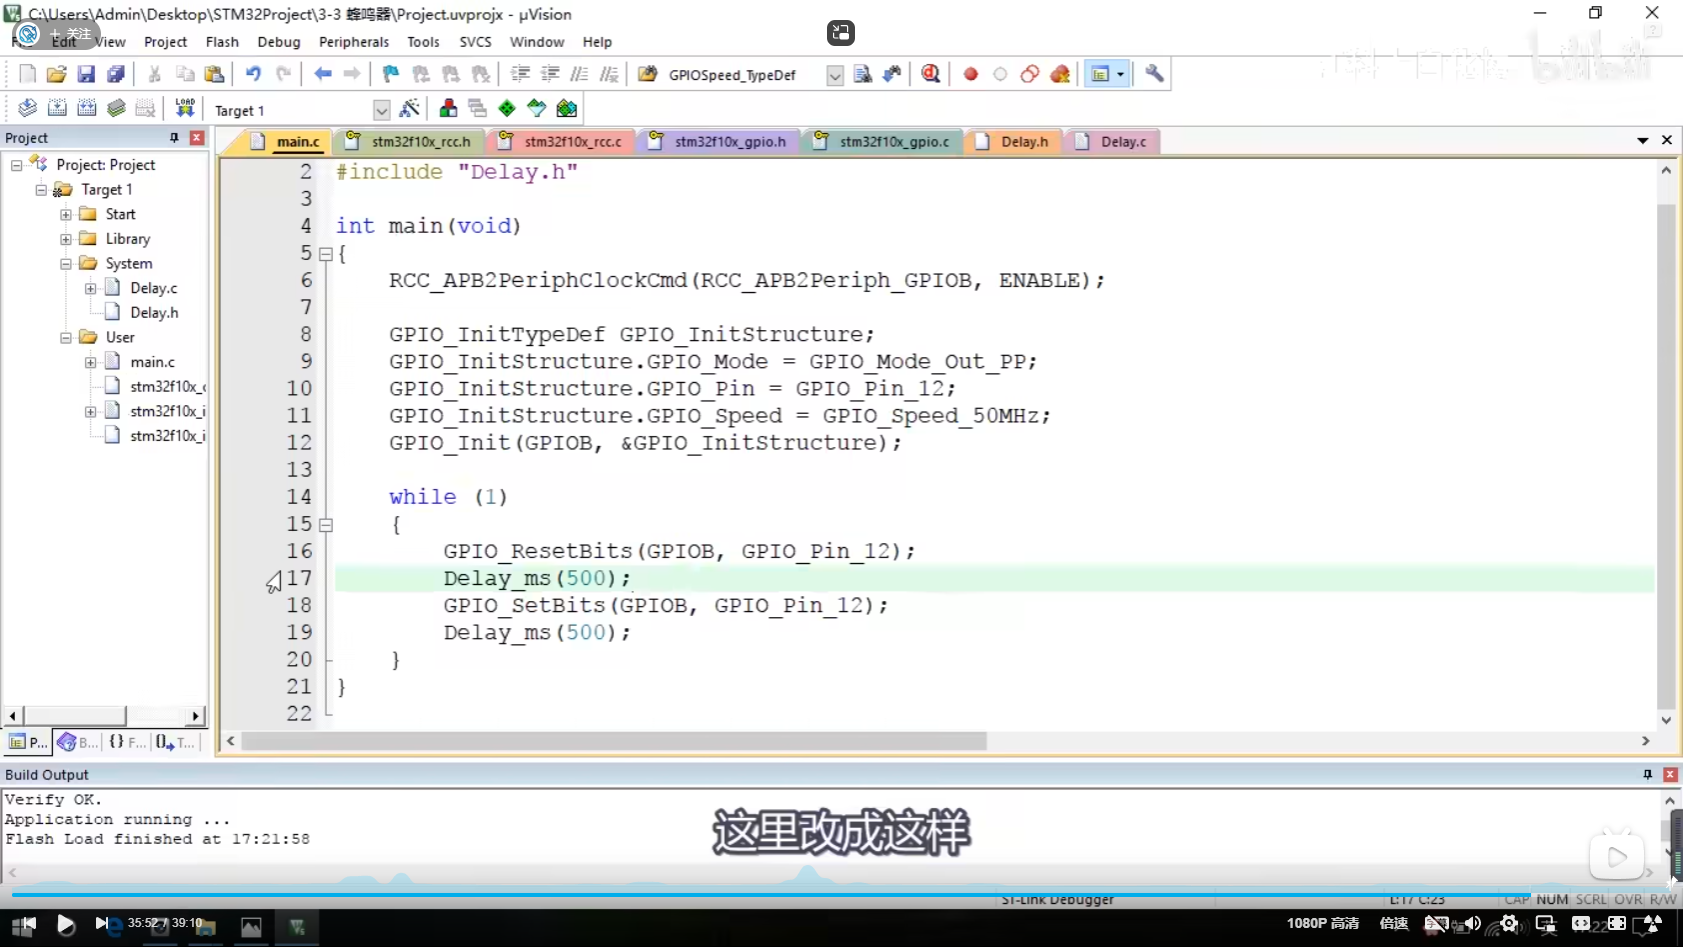 C:\Users\Admin\Desktop\STM32Project\3-3 蜂鸣器\Project.uvprojx - µVision
+ 关注
Edit View Project Flash Debug Peripherals Tools SVCS Window Help
GPIOSpeed_TypeDef
LOAD Target 1
Project
main.c stm32f10x_rcc.h stm32f10x_rcc.c stm32f10x_gpio.h stm32f10x_gpio.c Delay.h Delay.c
Project: Project
Target 1
Start
Library
System
Delay.c
Delay.h
User
main.c
stm32f10x_c
stm32f10x_i
stm32f10x_i
P... B... {} F... T...
2 #include "Delay.h"
3
4 int main(void)
5 {
6 RCC_APB2PeriphClockCmd(RCC_APB2Periph_GPIOB, ENABLE);
7
8 GPIO_InitTypeDef GPIO_InitStructure;
9 GPIO_InitStructure.GPIO_Mode = GPIO_Mode_Out_PP;
10 GPIO_InitStructure.GPIO_Pin = GPIO_Pin_12;
11 GPIO_InitStructure.GPIO_Speed = GPIO_Speed_50MHz;
12 GPIO_Init(GPIOB, &GPIO_InitStructure);
13
14 while (1)
15 {
16 GPIO_ResetBits(GPIOB, GPIO_Pin_12);
17 Delay_ms(500);
18 GPIO_SetBits(GPIOB, GPIO_Pin_12);
19 Delay_ms(500);
20 }
21 }
22
Build Output
Verify OK.
Application running ...
Flash Load finished at 17:21:58
这里改成这样
ST-Link Debugger L:17 C:23 CAP NUM SCRL OVR R/W
35:52 / 39:10 1080P 高清 倍速